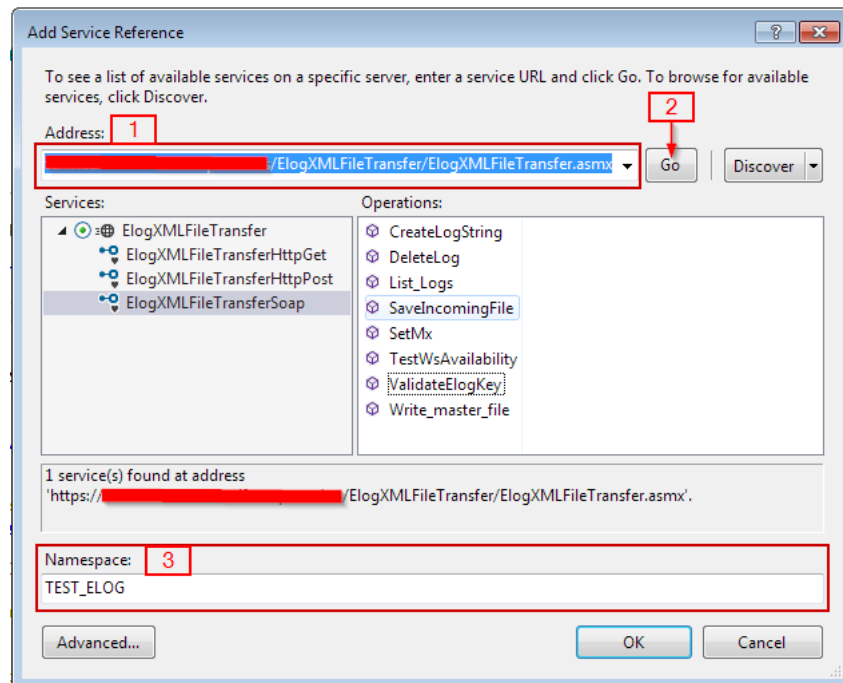 Add Service Reference
To see a list of available services on a specific server, enter a service URL and click Go. To browse for available
services, click Discover.
2
Address:
1
/ElogXMLFileTransfer/ElogXMLFileTransfer.asmx
Go
Discover
Services:
Operations:
ElogXMLFileTransfer
ElogXMLFileTransferHttpGet
ElogXMLFileTransferHttpPost
ElogXMLFileTransferSoap
CreateLogString
DeleteLog
List_Logs
SaveIncomingFile
SetMx
TestWsAvailability
ValidateElogKey
Write_master_file
1 service(s) found at address
'https:// /ElogXMLFileTransfer/ElogXMLFileTransfer.asmx'.
Namespace:
3
TEST_ELOG
Advanced...
OK
Cancel